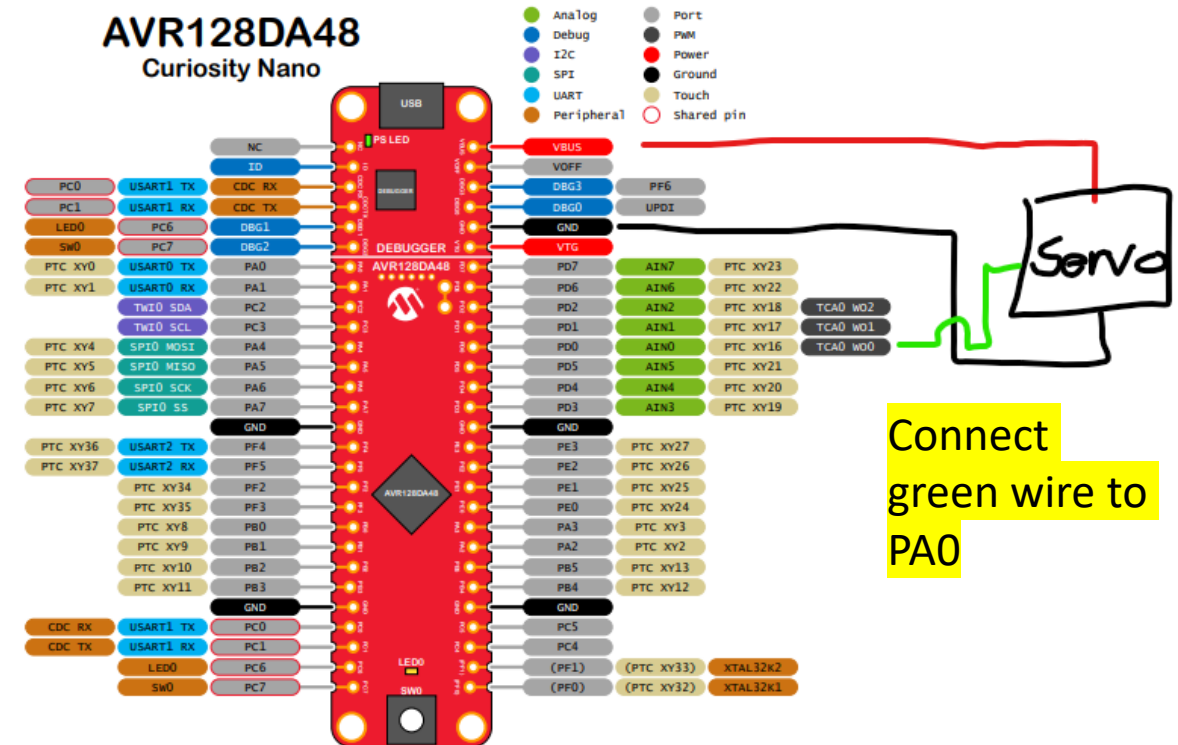 AVR128DA48
Curiosity Nano
Analog Port
Debug PWM
I2C Power
SPI Ground
UART Touch
Peripheral Shared pin
USB
PS LED
DEBUGGER
NC VBUS
ID VOFF
PC0 USART1 TX CDC RX DBG3 PF6
PC1 USART1 RX CDC TX DBG0 UPDI
LED0 PC6 DBG1 GND
SW0 PC7 DBG2 DEBUGGER VTG
PTC XY0 USART0 TX PA0 AVR128DA48 PD7 AIN7 PTC XY23
PTC XY1 USART0 RX PA1 PD6 AIN6 PTC XY22
TWI0 SDA PC2 PD2 AIN2 PTC XY18 TCA0 WO2
TWI0 SCL PC3 PD1 AIN1 PTC XY17 TCA0 WO1
PTC XY4 SPI0 MOSI PA4 PD0 AIN0 PTC XY16 TCA0 WO0
PTC XY5 SPI0 MISO PA5 PD5 AIN5 PTC XY21
PTC XY6 SPI0 SCK PA6 PD4 AIN4 PTC XY20
PTC XY7 SPI0 SS PA7 PD3 AIN3 PTC XY19
GND GND
PTC XY36 USART2 TX PF4 PE3 PTC XY27
PTC XY37 USART2 RX PF5 PE2 PTC XY26
PTC XY34 PF2 AVR128DA48 PE1 PTC XY25
PTC XY35 PF3 PE0 PTC XY24
PTC XY8 PB0 PA3 PTC XY3
PTC XY9 PB1 PA2 PTC XY2
PTC XY10 PB2 PB5 PTC XY13
PTC XY11 PB3 PB4 PTC XY12
GND GND
CDC RX USART1 TX PC0 PC5
CDC TX USART1 RX PC1 PC4
LED0 PC6 LED0 (PF1) (PTC XY33) XTAL32K2
SW0 PC7 SW0 (PF0) (PTC XY32) XTAL32K1
Servo
Connect
green wire to
PA0